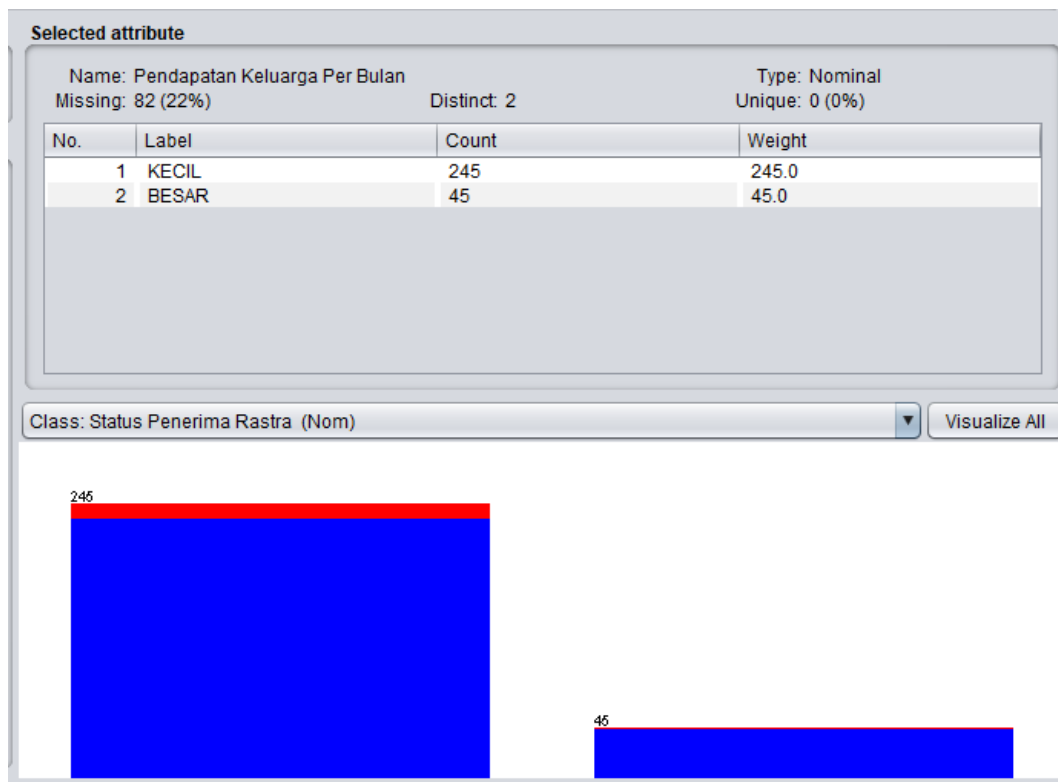 Selected attribute
Name: Pendapatan Keluarga Per Bulan Type: Nominal
Missing: 82 (22%) Distinct: 2 Unique: 0 (0%)
No. Label Count Weight
1 KECIL 245 245.0
2 BESAR 45 45.0
Class: Status Penerima Rastra (Nom) Visualize All
245
45